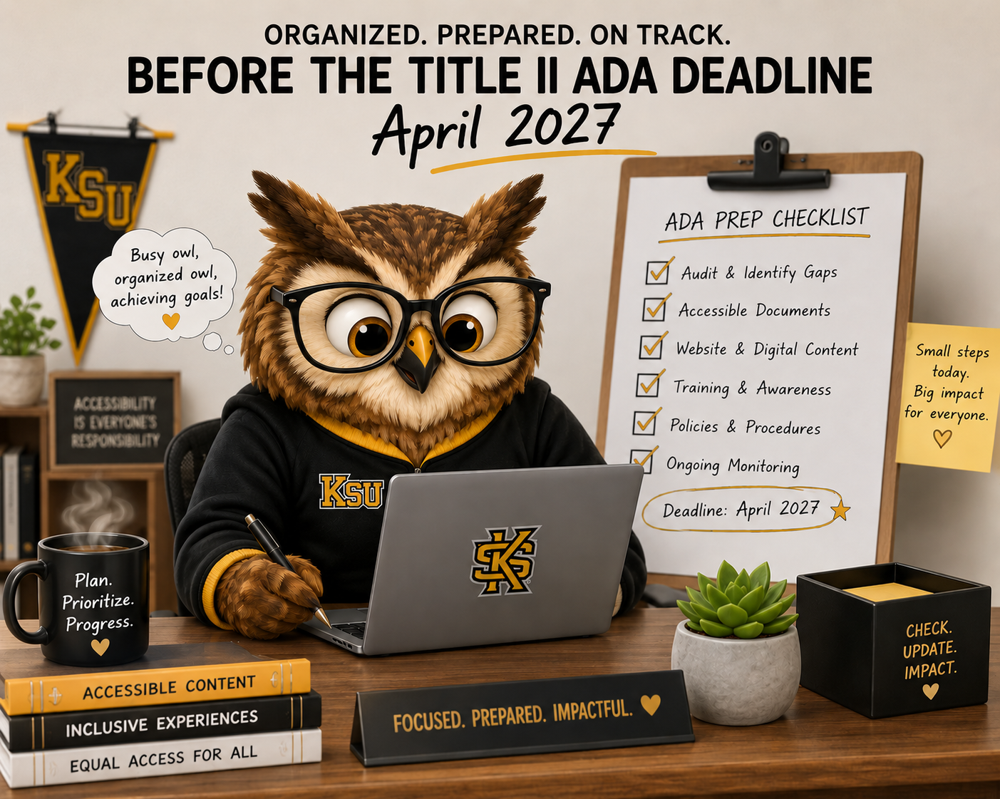 ORGANIZED. PREPARED. ON TRACK.
BEFORE THE TITLE II ADA DEADLINE
April 2027
KSU
Busy owl,
organized owl,
achieving goals!
ACCESSIBILITY
IS EVERYONE'S
RESPONSIBILITY
ADA PREP CHECKLIST
Audit & Identify Gaps
Accessible Documents
Website & Digital Content
Training & Awareness
Policies & Procedures
Ongoing Monitoring
Deadline: April 2027
Small steps
today.
Big impact
for everyone.
KSU
KS
Plan.
Prioritize.
Progress.
ACCESSIBLE CONTENT
INCLUSIVE EXPERIENCES
EQUAL ACCESS FOR ALL
FOCUSED. PREPARED. IMPACTFUL.
CHECK.
UPDATE.
IMPACT.